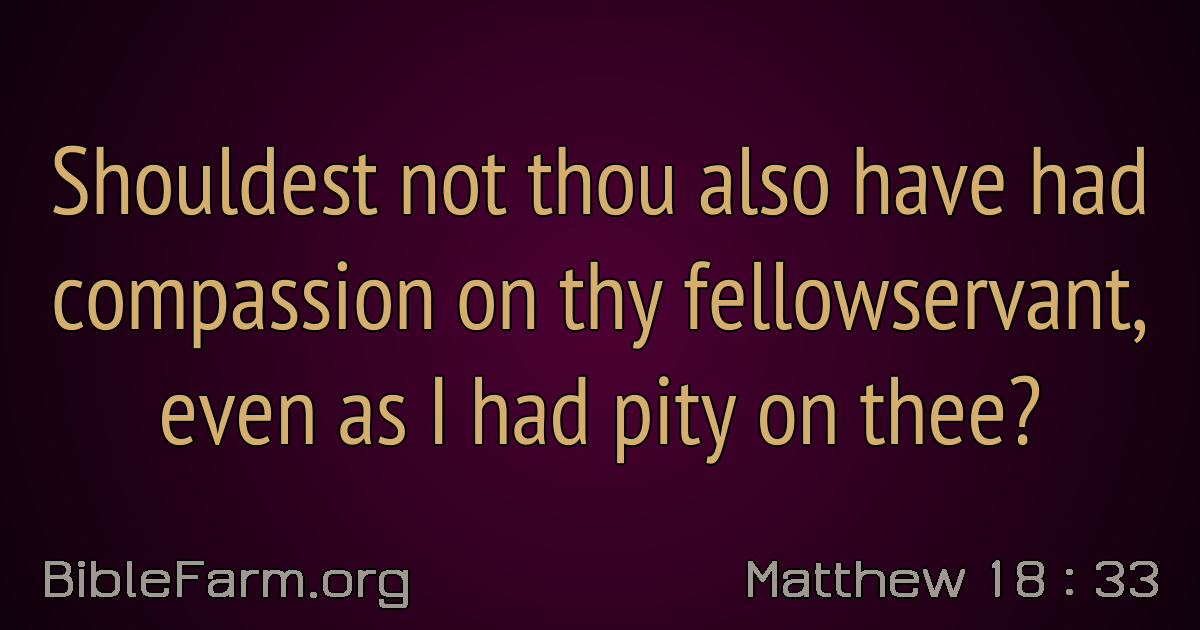 Shouldest not thou also have had
compassion on thy fellowservant,
even as I had pity on thee?
BibleFarm.org
Matthew 18 : 33